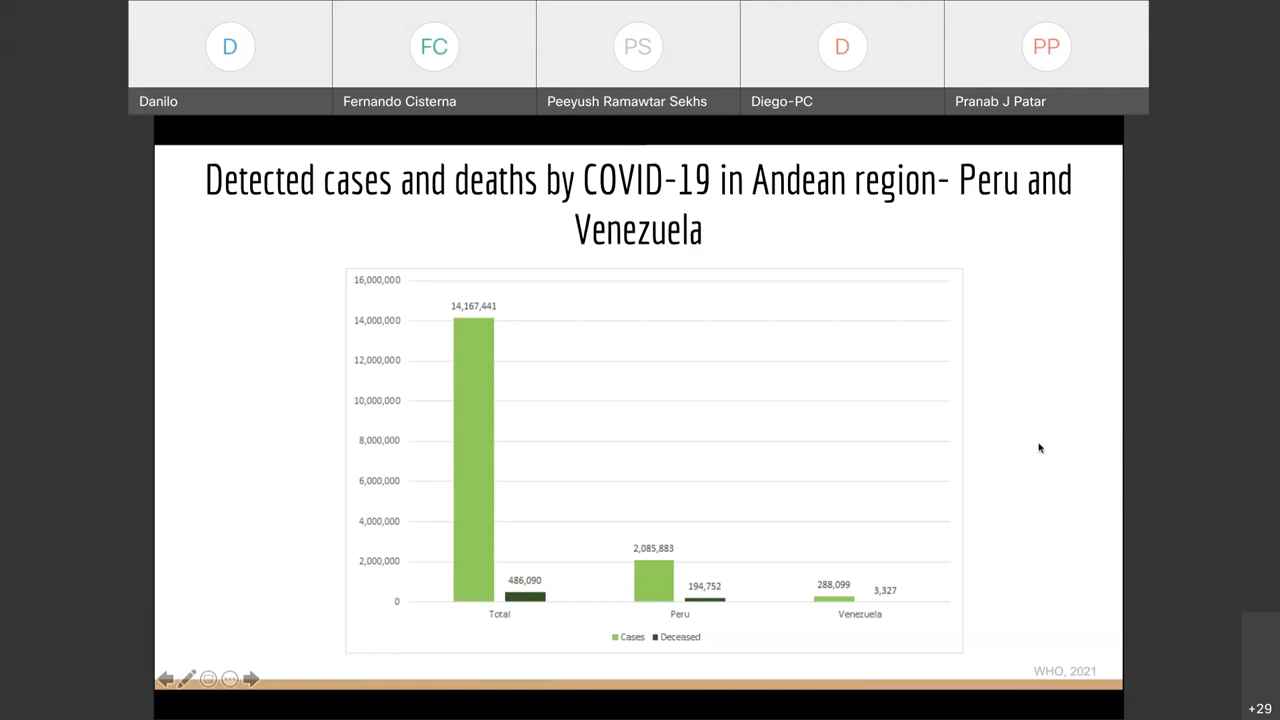 D
FC
PS
D
PP
Danilo
Fernando Cisterna
Peeyush Ramawtar Sekhs
Diego-PC
Pranab J Patar
Detected cases and deaths by COVID-19 in Andean region- Peru and
Venezuela
16,000,000
14,167,441
14,000,000
12,000,000
10,000,000
8,000,000
6,000,000
4,000,000
2,085,883
2,000,000
486,090
194,752
288,099
3,327
0
Total
Peru
Venezuela
Cases
Deceased
WHO, 2021
+29